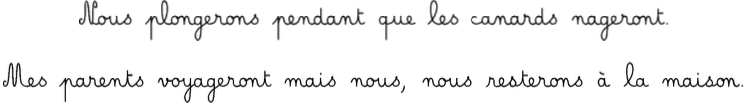 Nous plongerons pendant que les canards nageront.
Mes parents voyageront mais nous, nous resterons à la maison.